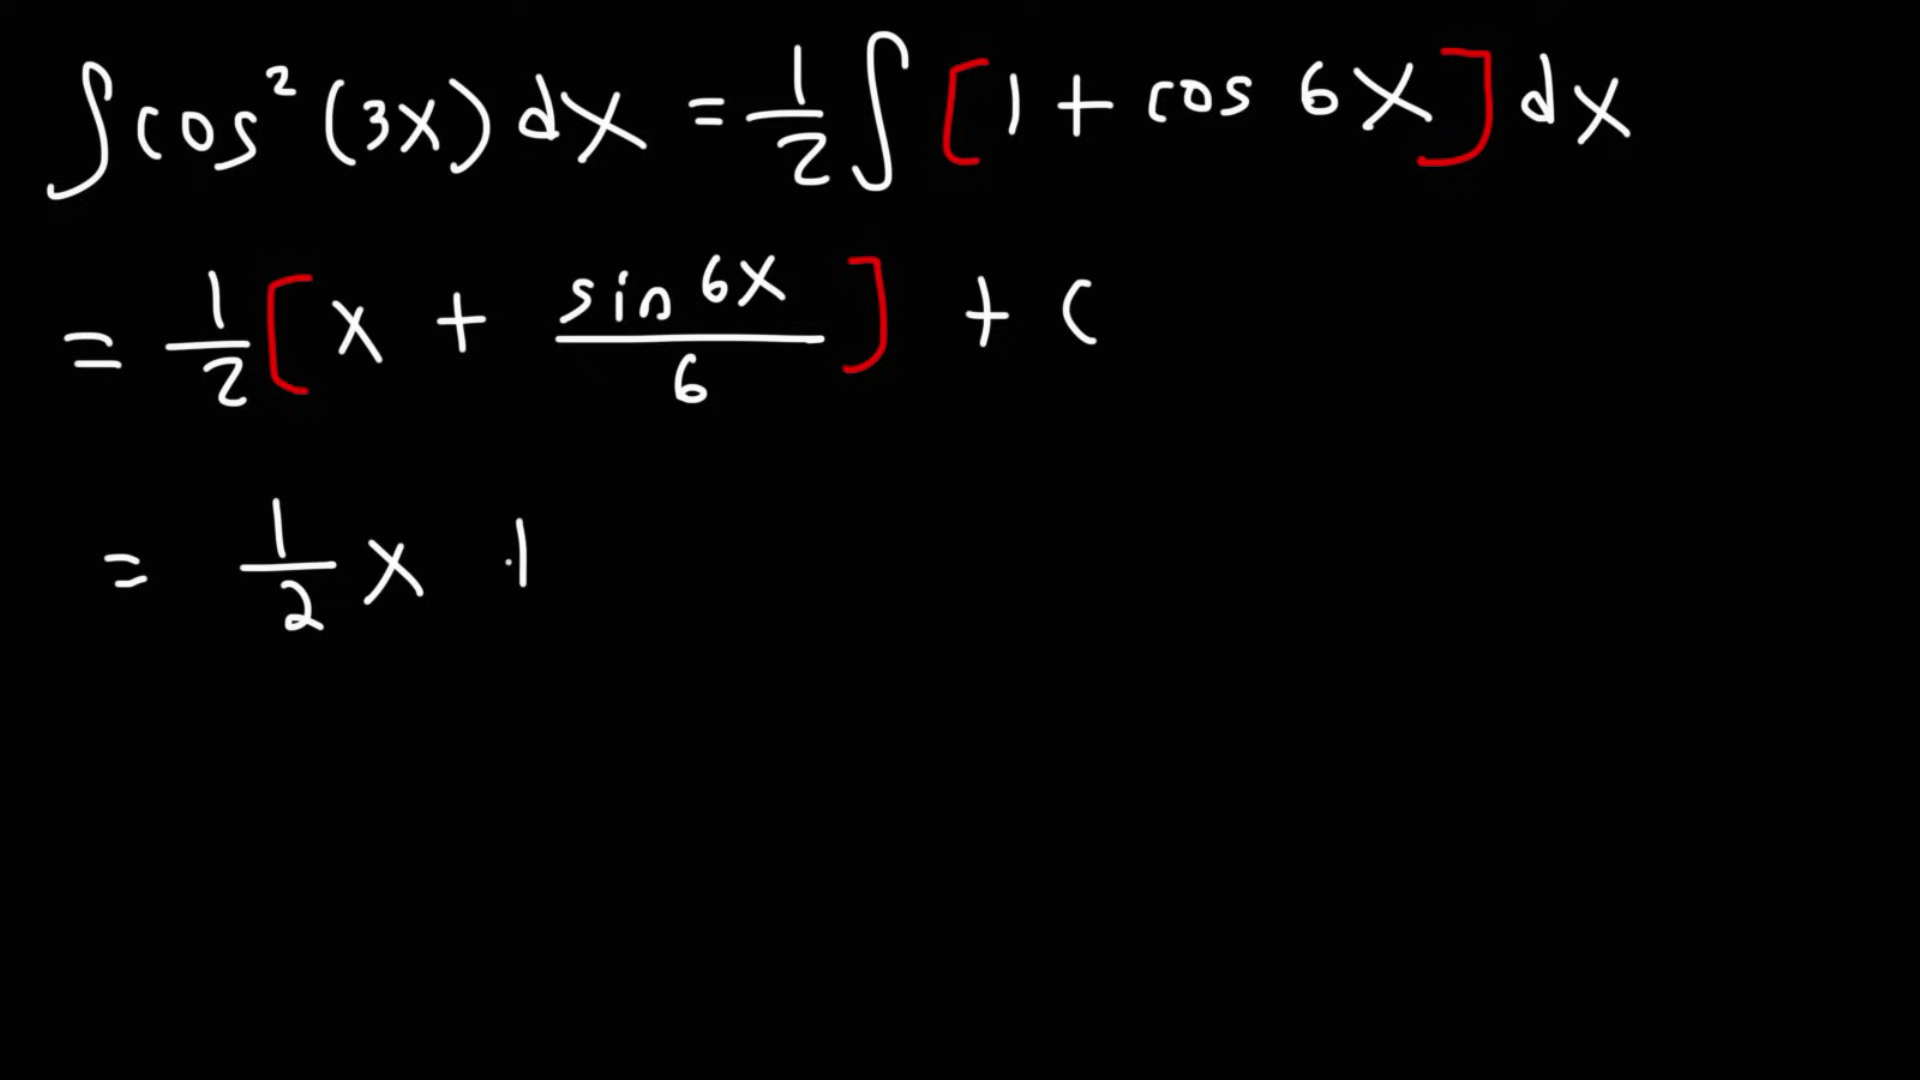 ∫cos²(3x)dx = 1/2 ∫[1 + cos 6x]dx
= 1/2[x + sin 6x/6] + C
= 1/2 x